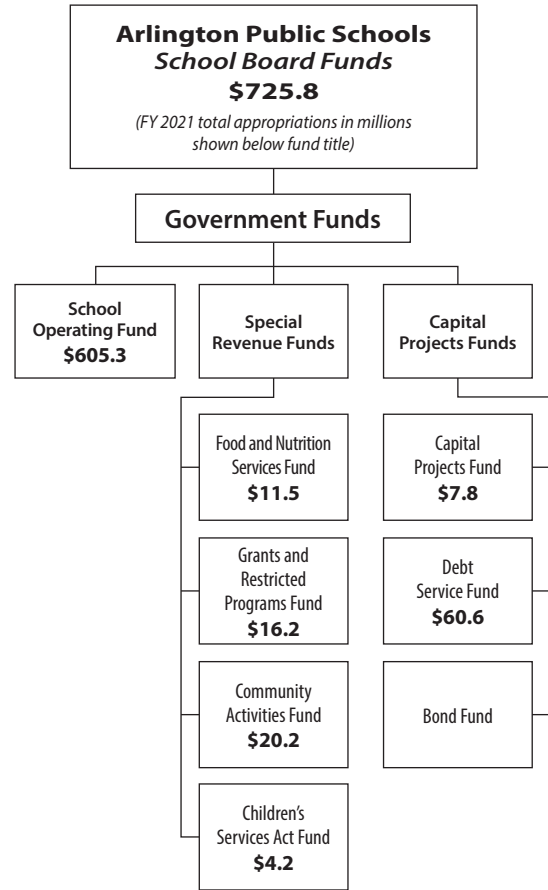 Arlington Public Schools
School Board Funds
$725.8
(FY 2021 total appropriations in millions
shown below fund title)
Government Funds
School
Operating Fund
$605.3
Special
Revenue Funds
Capital
Projects Funds
Food and Nutrition
Services Fund
$11.5
Capital
Projects Fund
$7.8
Grants and
Restricted
Programs Fund
$16.2
Debt
Service Fund
$60.6
Community
Activities Fund
$20.2
Bond Fund
Children’s
Services Act Fund
$4.2